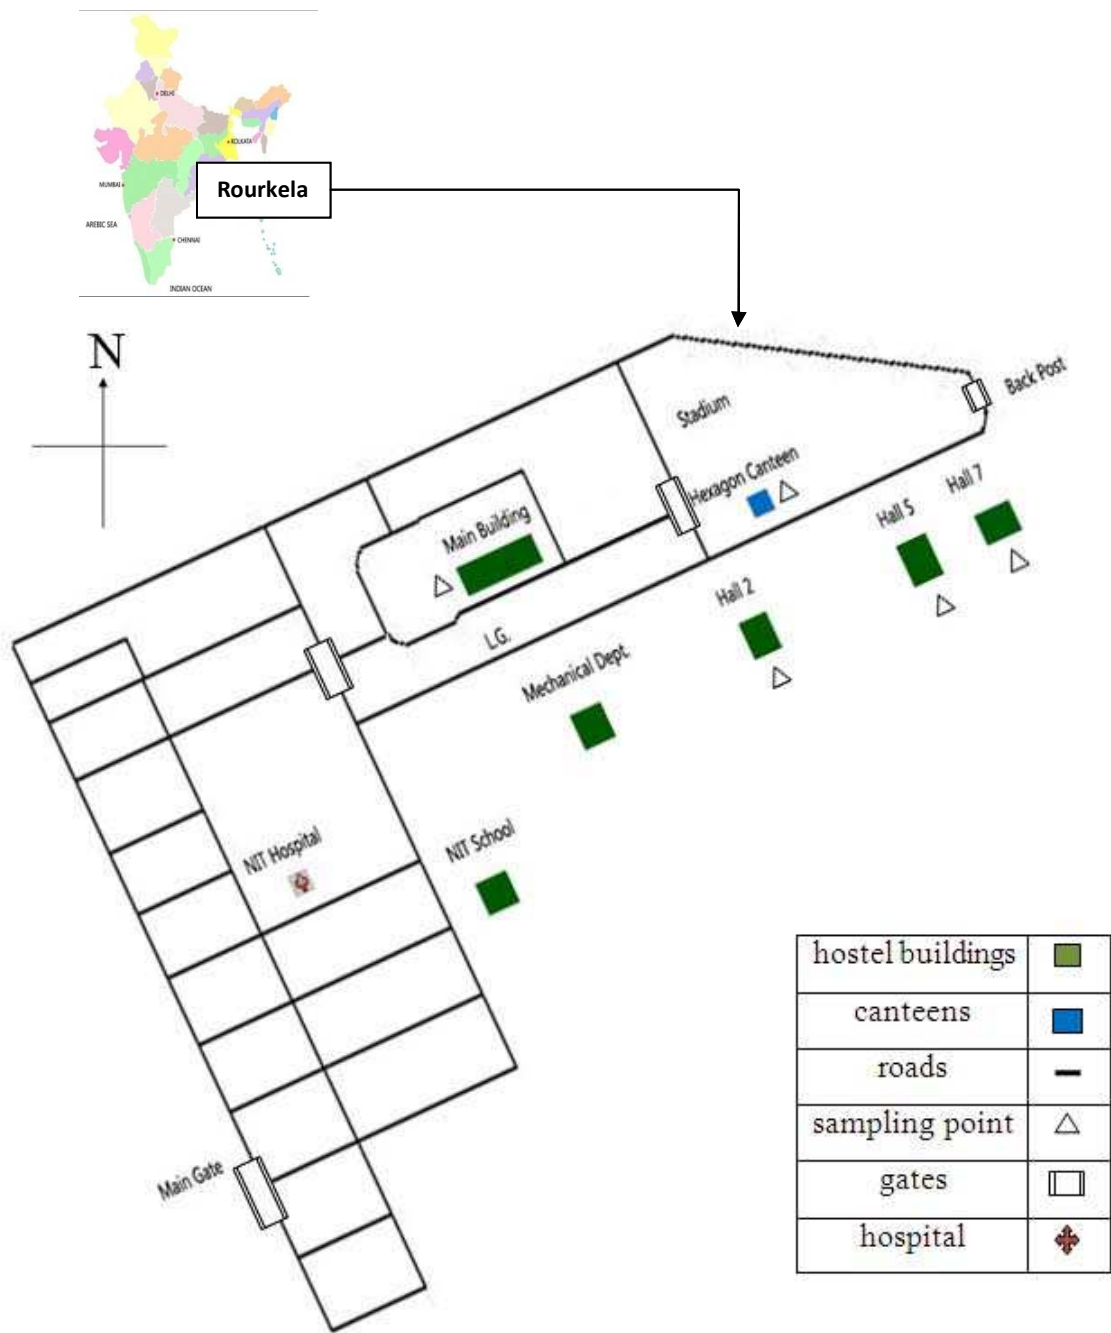 DELHI
KOLKATA
MUMBAI
Rourkela
AREBIC SEA
CHENNAI
INDIAN OCEAN
N
Back Post
Stadium
Hexagon Canteen
Hall 7
Hall 5
Main Building
Hall 2
L.G.
Mechanical Dept.
NIT Hospital
NIT School
Main Gate
hostel buildings
canteens
roads
sampling point
gates
hospital